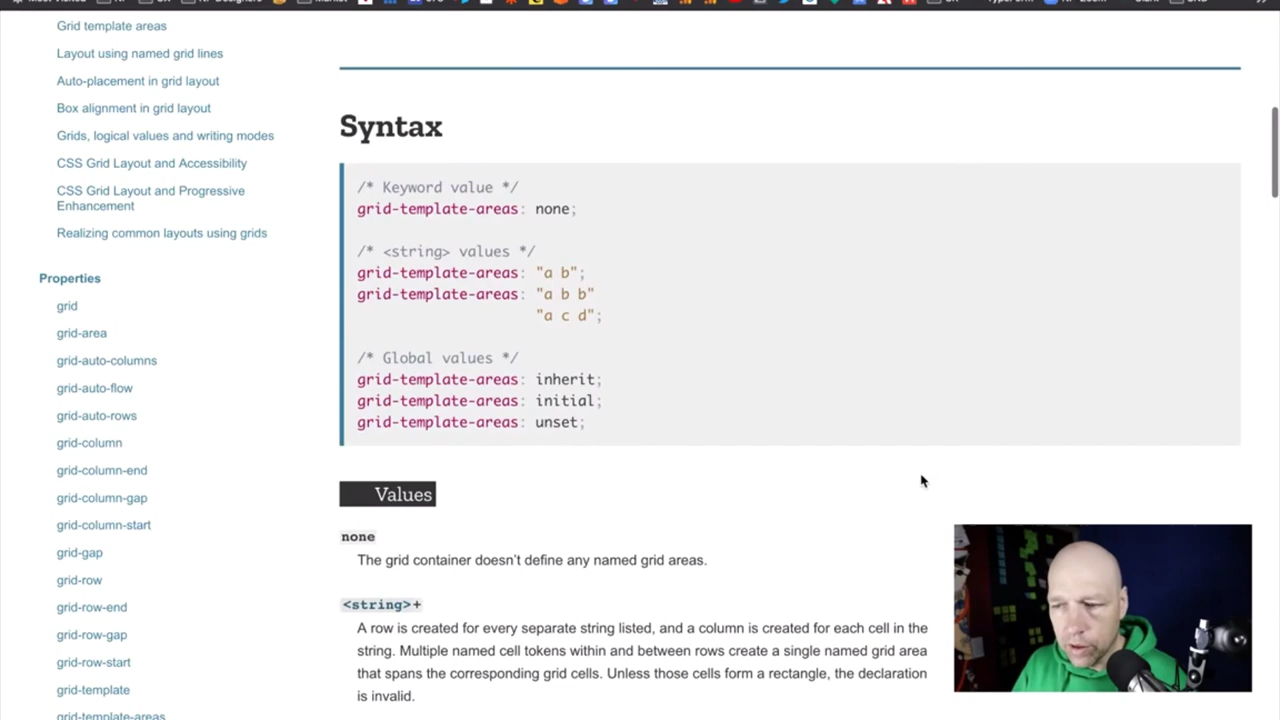 Grid template areas
Layout using named grid lines
Auto-placement in grid layout
Box alignment in grid layout
Grids, logical values and writing modes
CSS Grid Layout and Accessibility
CSS Grid Layout and Progressive
Enhancement
Realizing common layouts using grids
Properties
grid
grid-area
grid-auto-columns
grid-auto-flow
grid-auto-rows
grid-column
grid-column-end
grid-column-gap
grid-column-start
grid-gap
grid-row
grid-row-end
grid-row-gap
grid-row-start
grid-template
grid-template-areas
Syntax
/* Keyword value */
grid-template-areas: none;
/* <string> values */
grid-template-areas: "a b";
grid-template-areas: "a b b"
"a c d";
/* Global values */
grid-template-areas: inherit;
grid-template-areas: initial;
grid-template-areas: unset;
Values
none
The grid container doesn't define any named grid areas.
<string>+
A row is created for every separate string listed, and a column is created for each cell in the
string. Multiple named cell tokens within and between rows create a single named grid area
that spans the corresponding grid cells. Unless those cells form a rectangle, the declaration
is invalid.